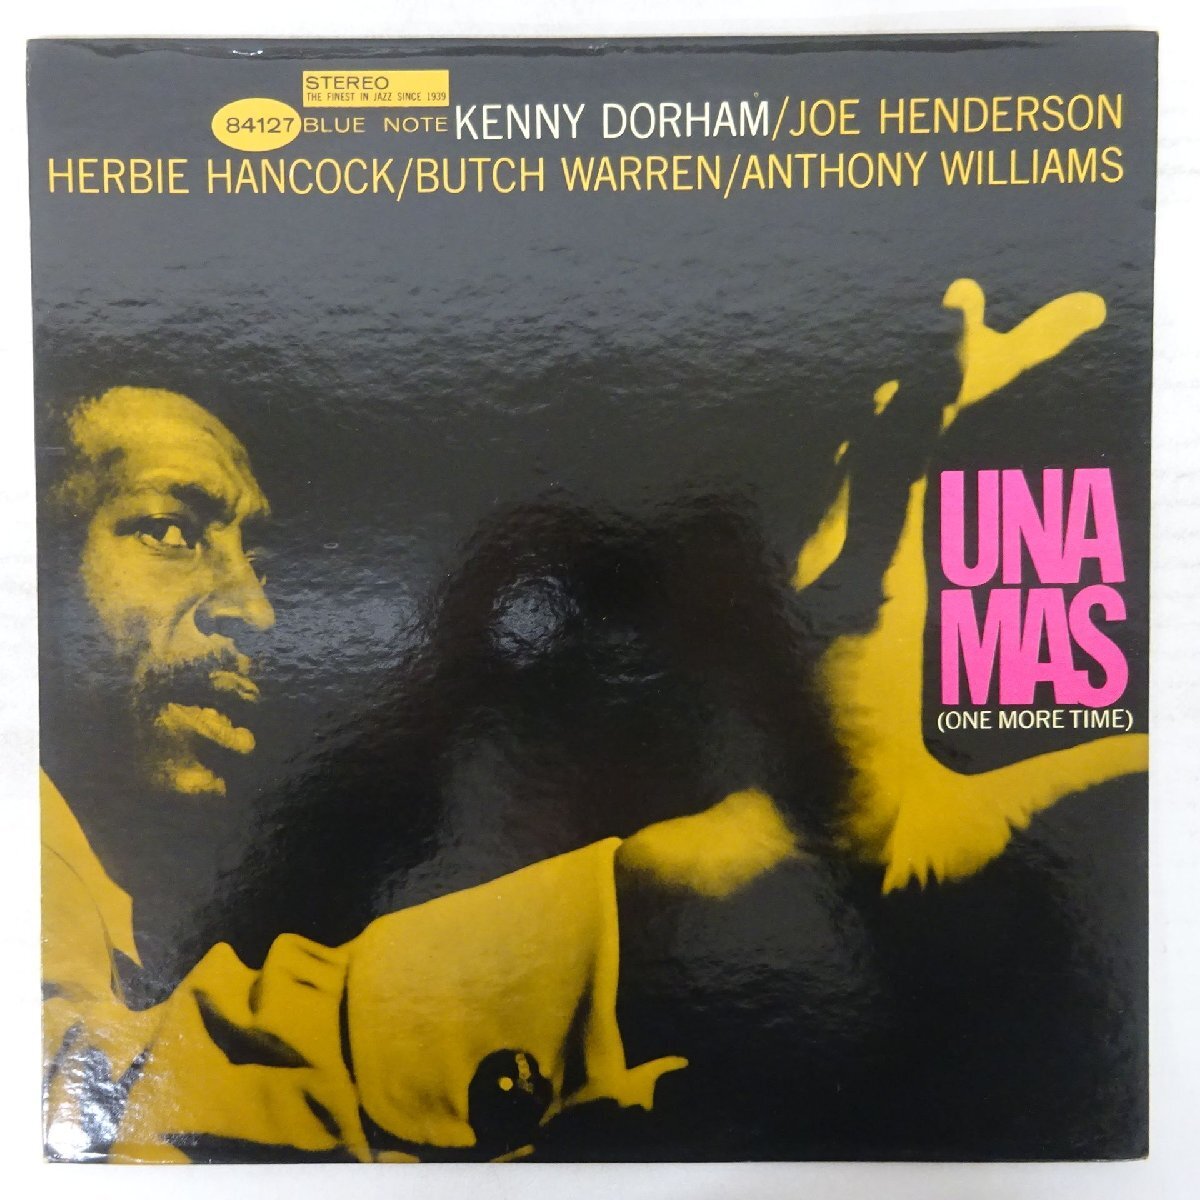 STEREO
THE FINEST IN JAZZ SINCE 1939
84127 BLUE NOTE KENNY DORHAM/JOE HENDERSON
HERBIE HANCOCK/BUTCH WARREN/ANTHONY WILLIAMS
UNA
MAS
(ONE MORE TIME)